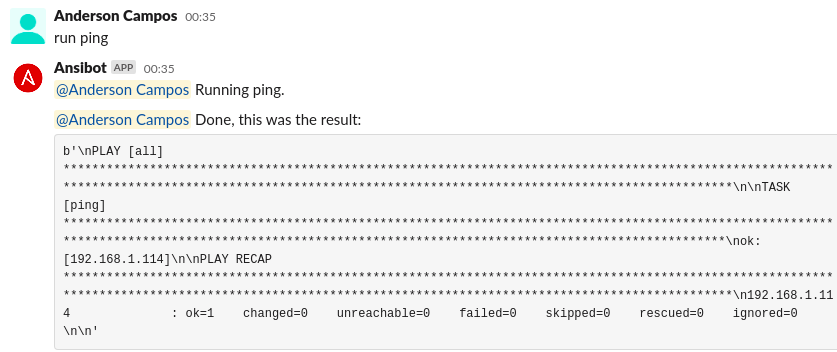 Anderson Campos 00:35
run ping
Ansibot APP 00:35
@Anderson Campos Running ping.
@Anderson Campos Done, this was the result:
b'\nPLAY [all]
***********************************************************************************************************
*********************************************************************************************\n\nTASK
[ping]
***********************************************************************************************************
********************************************************************************************\nok:
[192.168.1.114]\n\nPLAY RECAP
***********************************************************************************************************
*********************************************************************************************\n192.168.1.11
4              : ok=1    changed=0    unreachable=0    failed=0    skipped=0    rescued=0    ignored=0
\n\n'